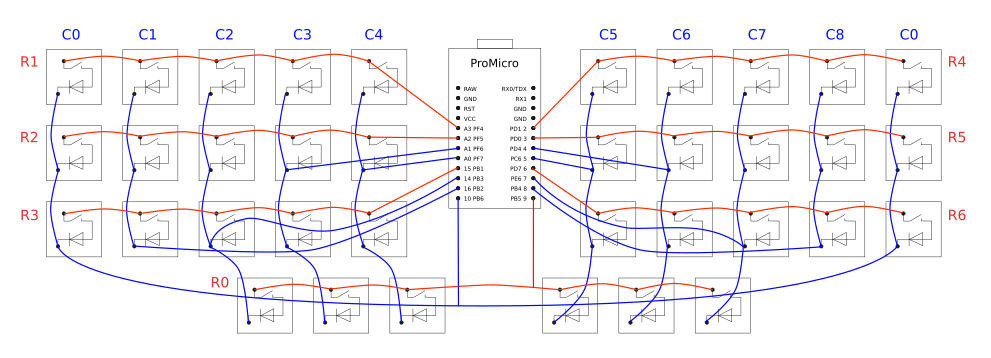 C0 C1 C2 C3 C4 C5 C6 C7 C8 C0
R1 ProMicro R4
RAW RX0/TDX
GND RX1
RST GND
VCC GND
A3 PF4 PD1 2
R2 A2 PF5 PD0 3 R5
A1 PF6 PD4 4
A0 PF7 PC6 5
15 PB1 PD7 6
14 PB3 PE6 7
16 PB2 PB4 8
10 PB6 PB5 9
R3 R6
R0